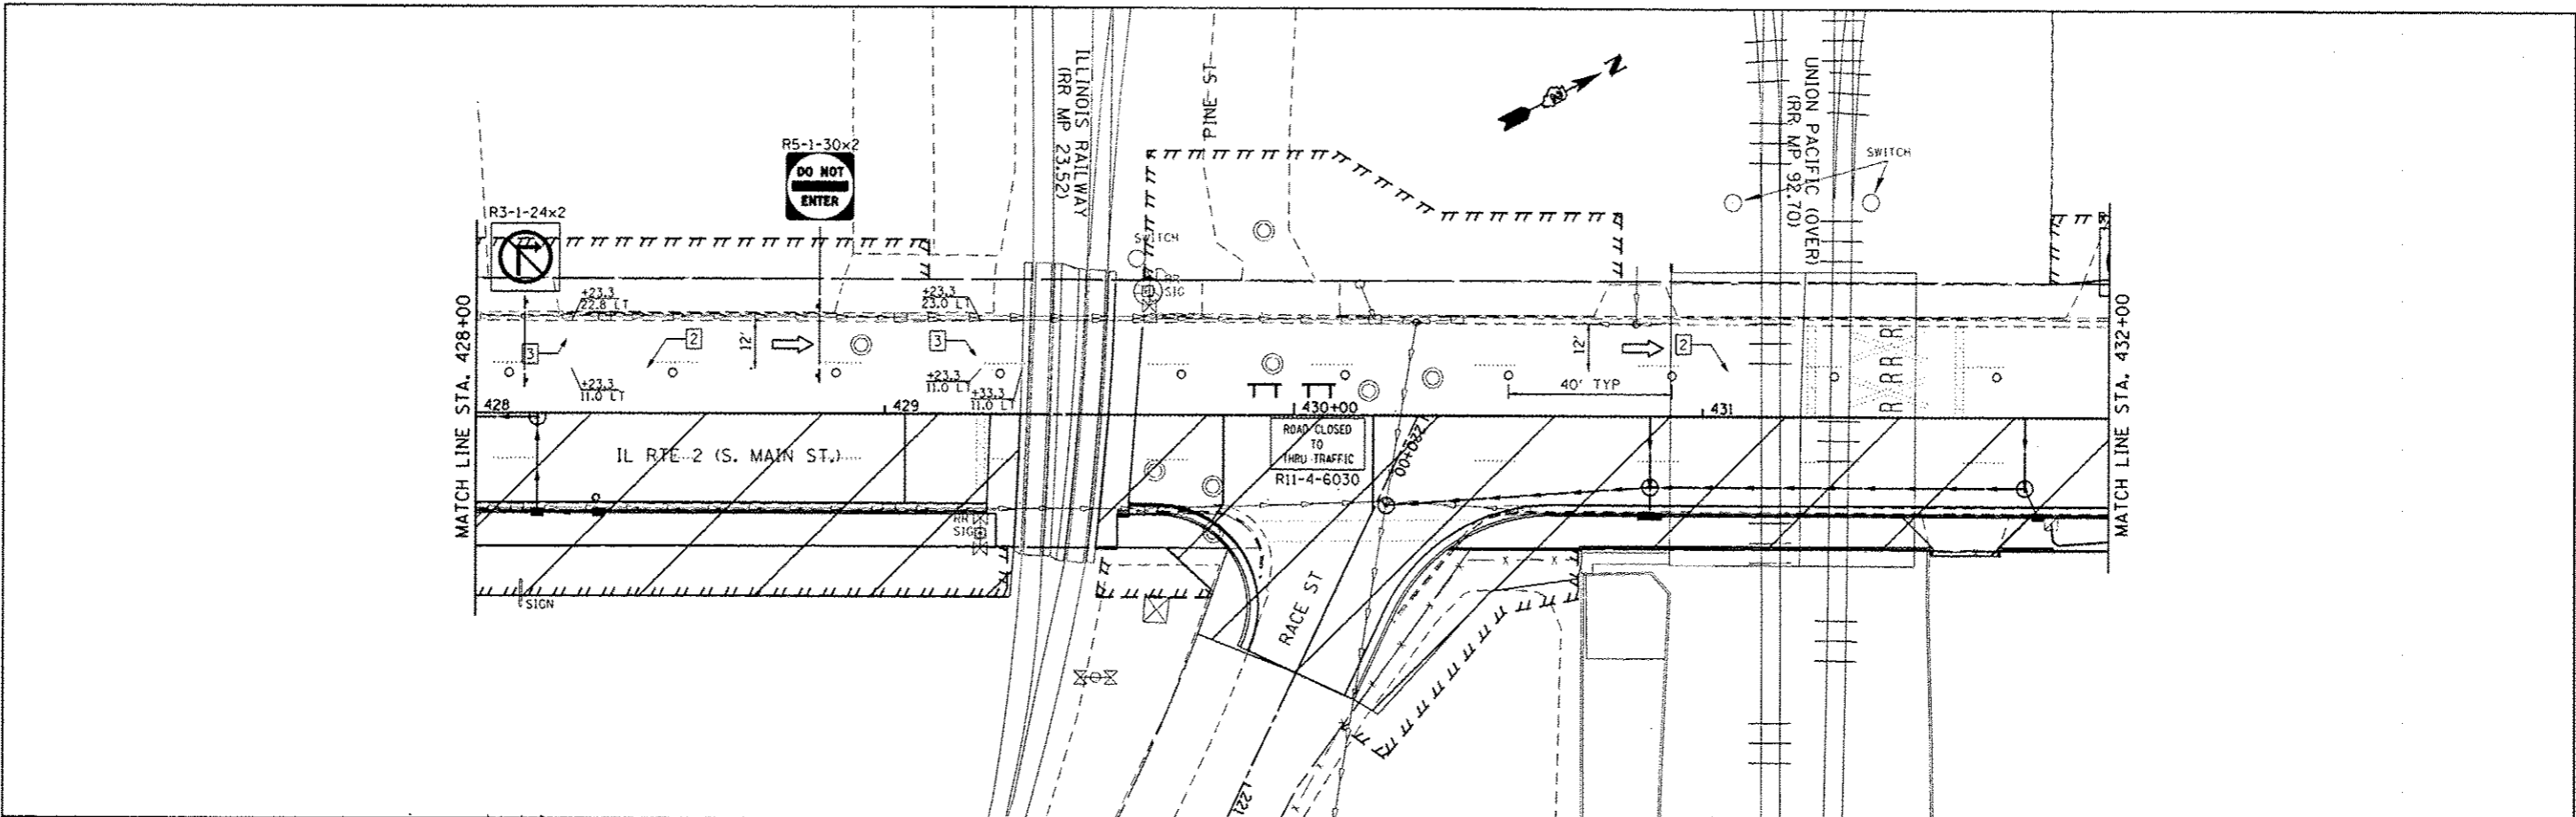 R5-1-30x2
DO NOT
ENTER
R3-1-24x2
ILLINOIS RAILWAY
(RR MP 23.52)
PINE ST
N
UNION PACIFIC (OVER)
(RR MP 92.70)
SWITCH
SWITCH
RR
SIG
+23.3
22.8 LT
+23.3
23.0 LT
3
2
12'
3
12'
2
+23.3
11.0 LT
+23.3
11.0 LT
+33.3
11.0 LT
40' TYP
R R R
MATCH LINE STA. 428+00
MATCH LINE STA. 432+00
428
429
430+00
431
IL RTE 2 (S. MAIN ST.)
ROAD CLOSED
TO
THRU TRAFFIC
R11-4-6030
220+00
RR
SIG
SIGN
RACE ST
221